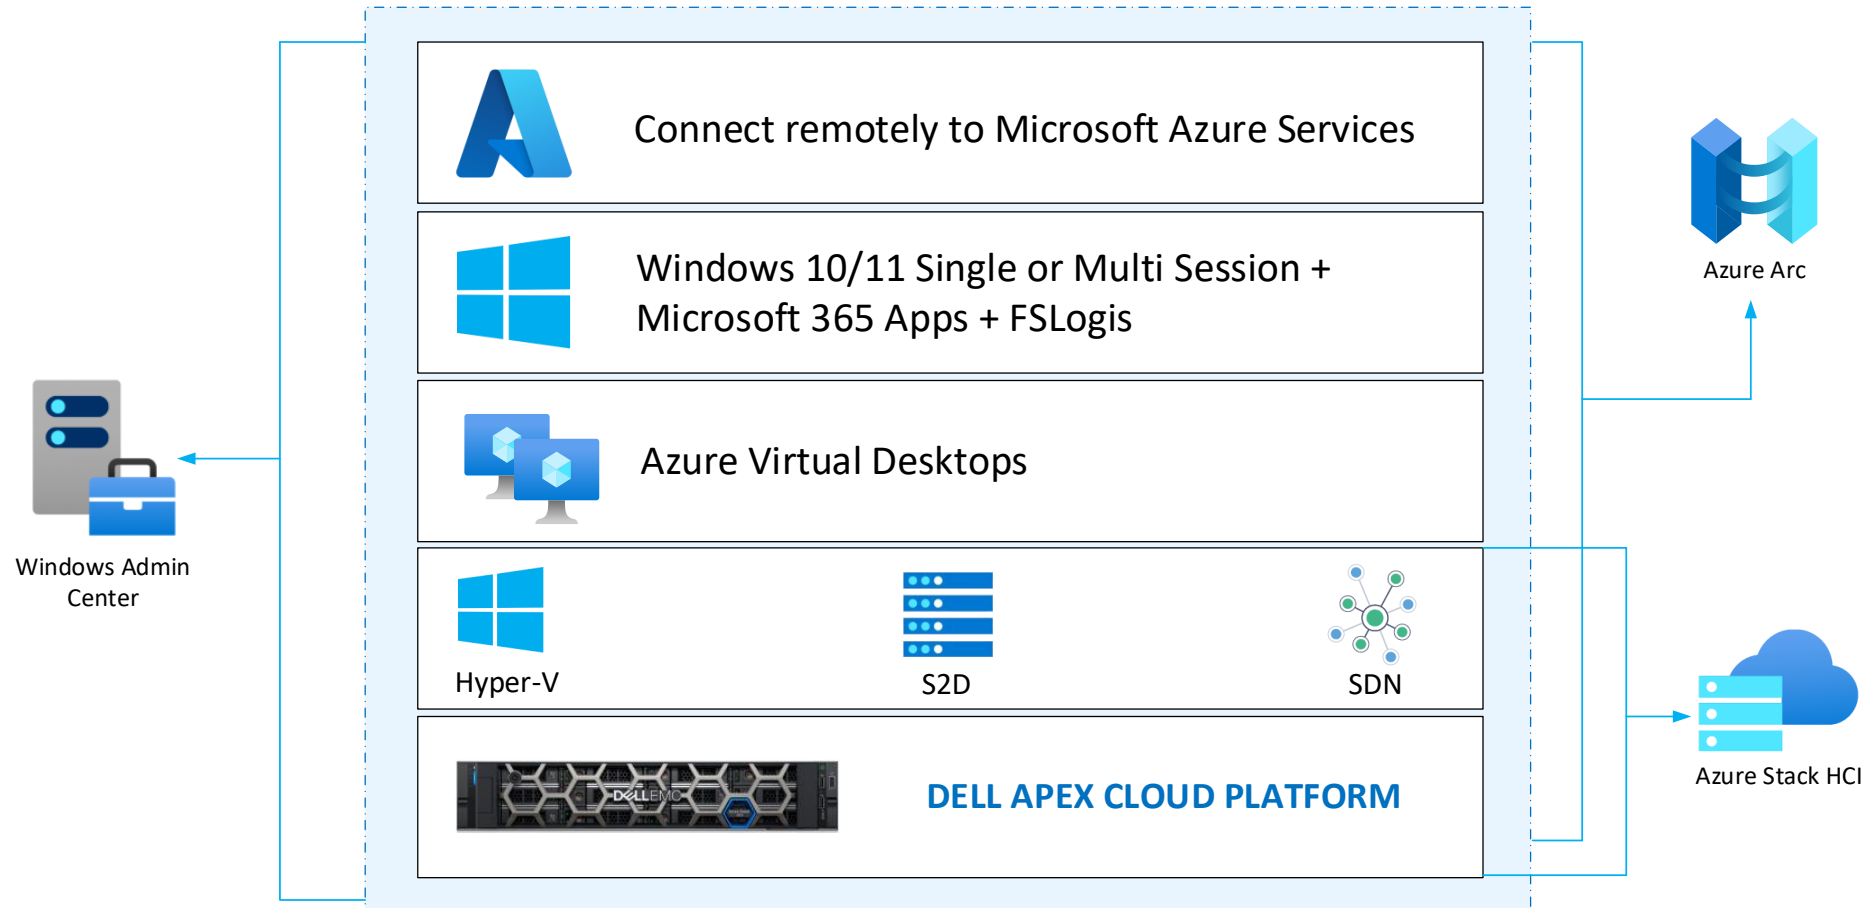 Connect remotely to Microsoft Azure Services
Windows 10/11 Single or Multi Session +
Microsoft 365 Apps + FSLogis
Azure Virtual Desktops
Hyper-V
S2D
SDN
DELLEMC
DELL APEX CLOUD PLATFORM
Windows Admin
Center
Azure Arc
Azure Stack HCI